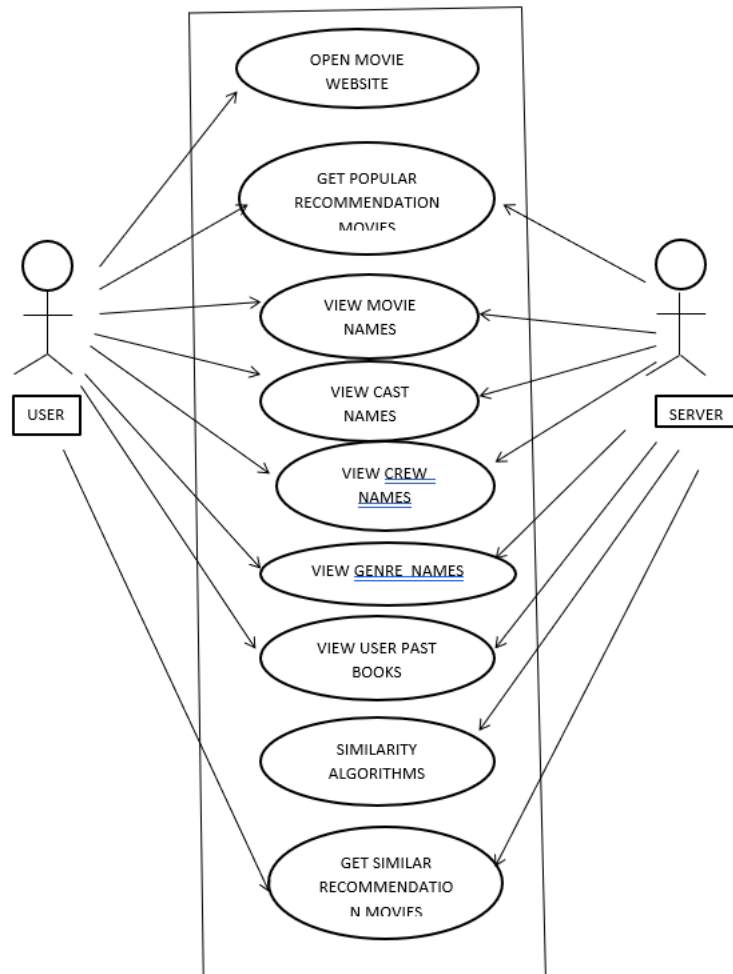 OPEN MOVIE
WEBSITE
GET POPULAR
RECOMMENDATION
MOVIES
VIEW MOVIE
NAMES
VIEW CAST
NAMES
USER
SERVER
VIEW CREW
NAMES
VIEW GENRE NAMES
VIEW USER PAST
BOOKS
SIMILARITY
ALGORITHMS
GET SIMILAR
RECOMMENDATIO
N MOVIES